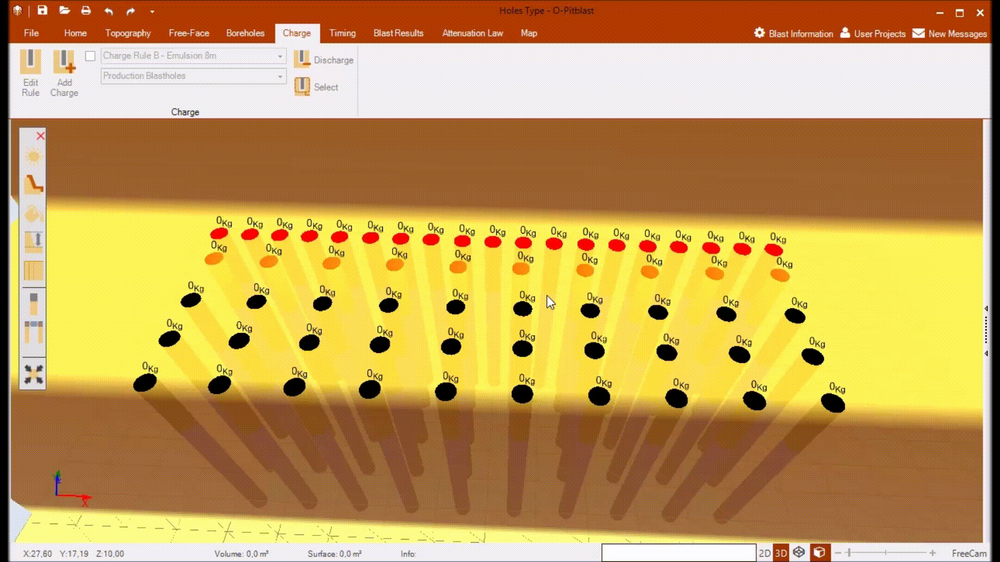 Holes Type - O-Pitblast
File Home Topography Free-Face Boreholes Charge Timing Blast Results Attenuation Law Map Blast Information User Projects New Messages
Edit Rule
Add Charge
Charge Rule B - Emulsion 8m
Production Blastholes
Discharge
Select
Charge
0Kg 0Kg 0Kg 0Kg 0Kg 0Kg 0Kg 0Kg 0Kg 0Kg 0Kg 0Kg 0Kg 0Kg 0Kg 0Kg 0Kg 0Kg 0Kg
0Kg 0Kg 0Kg 0Kg 0Kg 0Kg 0Kg 0Kg 0Kg 0Kg
0Kg 0Kg 0Kg 0Kg 0Kg 0Kg 0Kg 0Kg 0Kg 0Kg
0Kg 0Kg 0Kg 0Kg 0Kg 0Kg 0Kg 0Kg 0Kg 0Kg
0Kg 0Kg 0Kg 0Kg 0Kg 0Kg 0Kg 0Kg 0Kg 0Kg
X
X:27,60 Y:17,19 Z:10,00 Volume: 0,0 m³ Surface: 0,0 m² Info: 2D 3D FreeCam